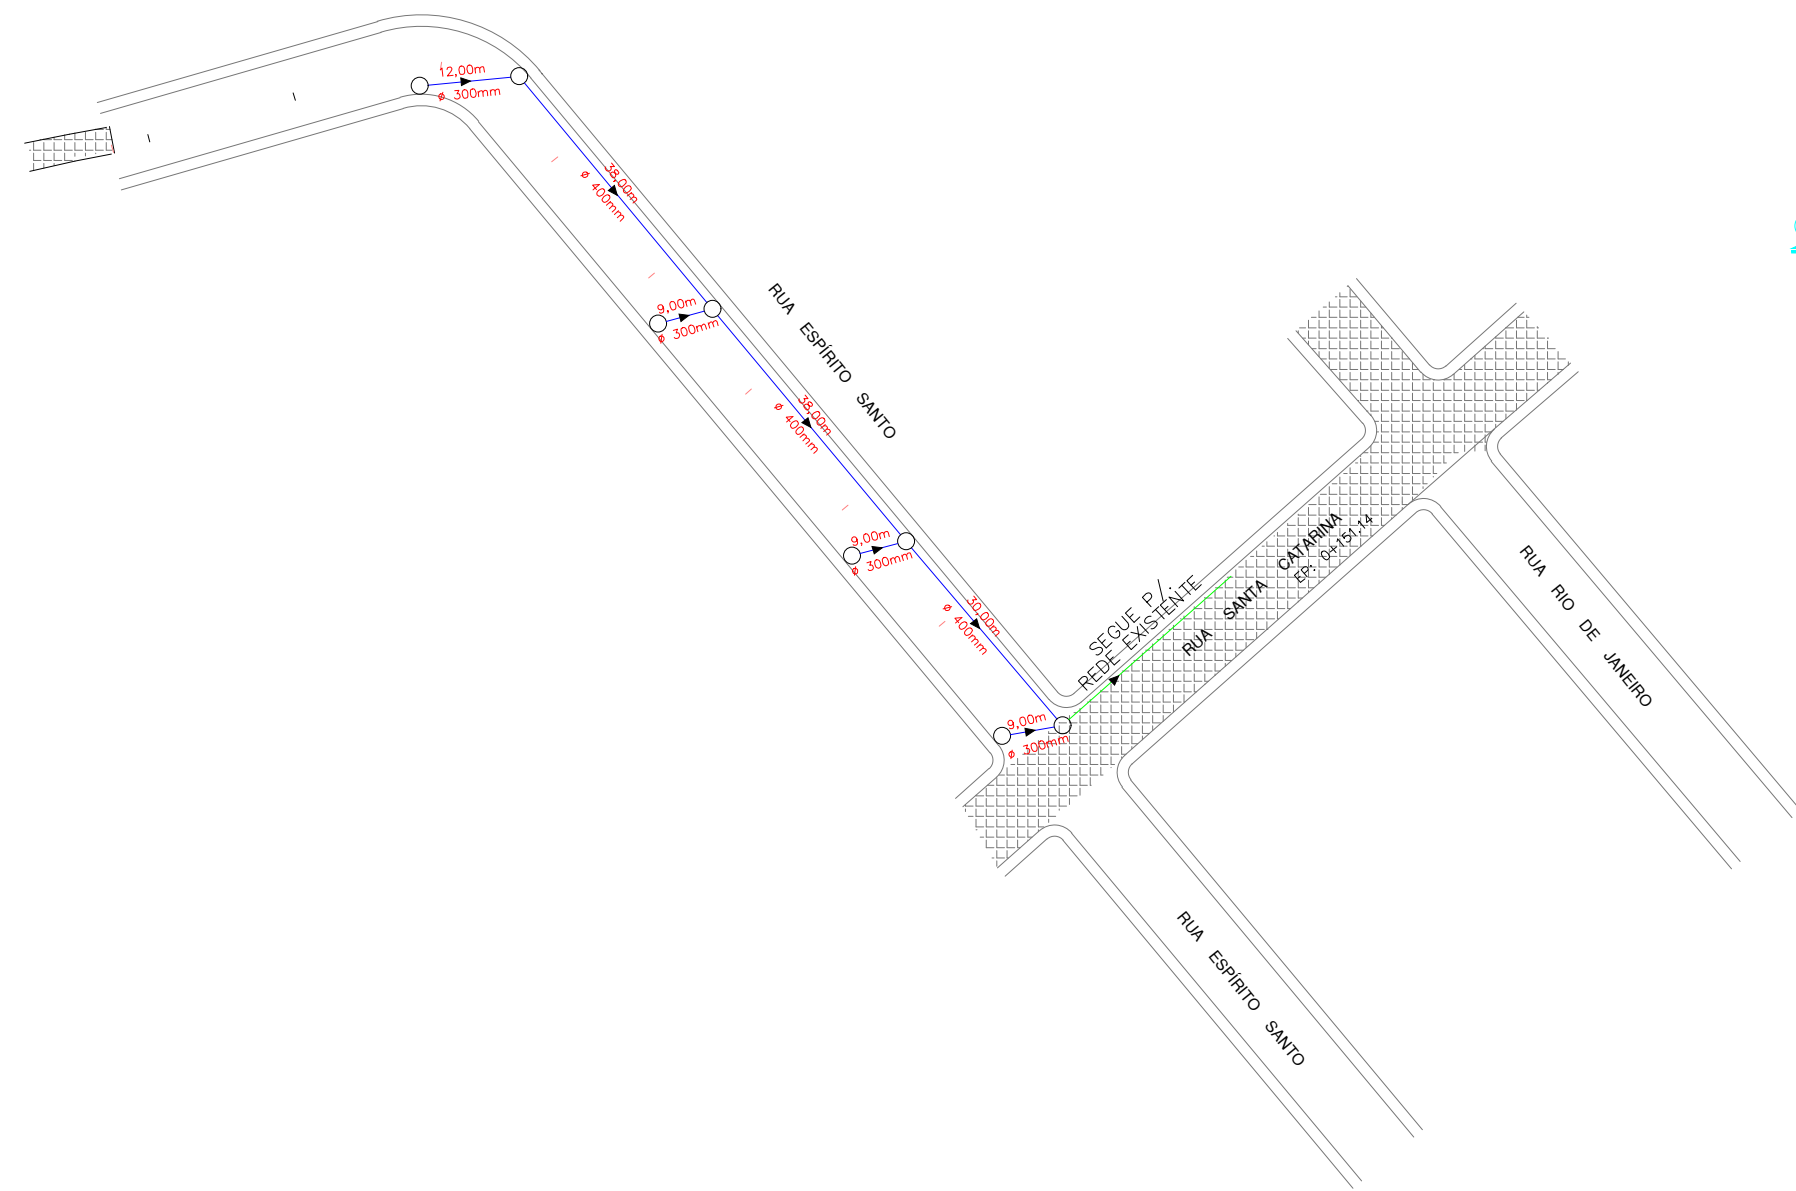 12,00m
ø 300mm
38,00m
ø 400mm
9,00m
ø 300mm
RUA ESPÍRITO SANTO
38,00m
ø 400mm
9,00m
ø 300mm
30,00m
ø 400mm
SEGUE P/.
REDE EXISTENTE
RUA SANTA CATARINA
EP: 0+151,14
RUA RIO DE JANEIRO
9,00m
ø 300mm
RUA ESPÍRITO SANTO